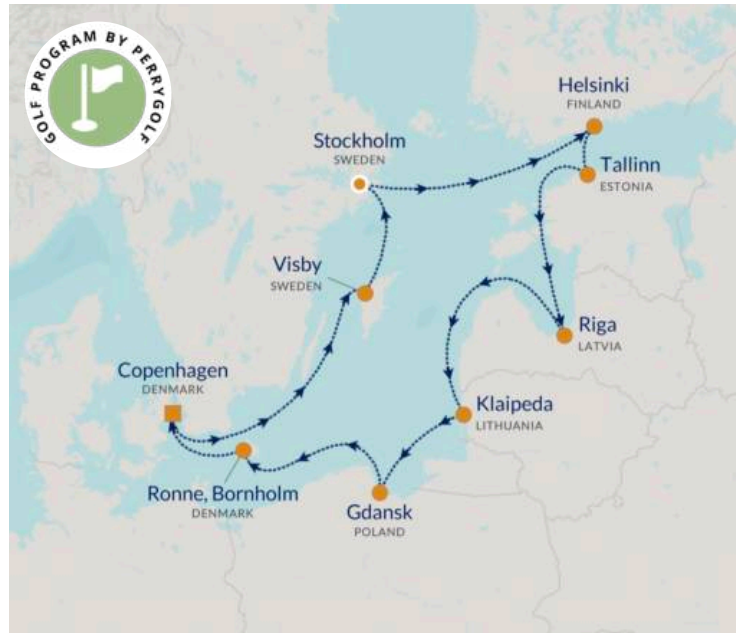 GOLF PROGRAM BY PERRYGOLF
Helsinki
FINLAND
Stockholm
SWEDEN
Tallinn
ESTONIA
Visby
SWEDEN
Riga
LATVIA
Copenhagen
DENMARK
Klaipeda
LITHUANIA
Ronne, Bornholm
DENMARK
Gdansk
POLAND